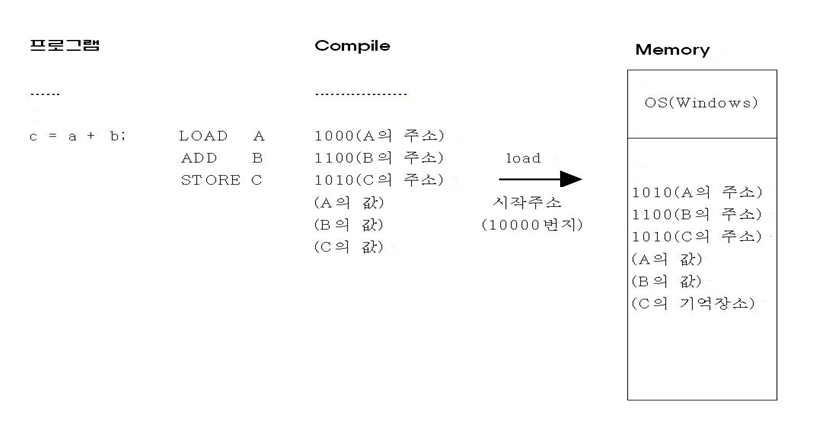 프로그램 Compile Memory
...... .................
OS(Windows)
c = a + b; LOAD A 1000(A의 주소)
ADD B 1100(B의 주소) load
STORE C 1010(C의 주소)
(A의 값) 시작주소 1010(A의 주소)
(B의 값) (10000번지) 1100(B의 주소)
(C의 값) 1010(C의 주소)
(A의 값)
(B의 값)
(C의 기억장소)